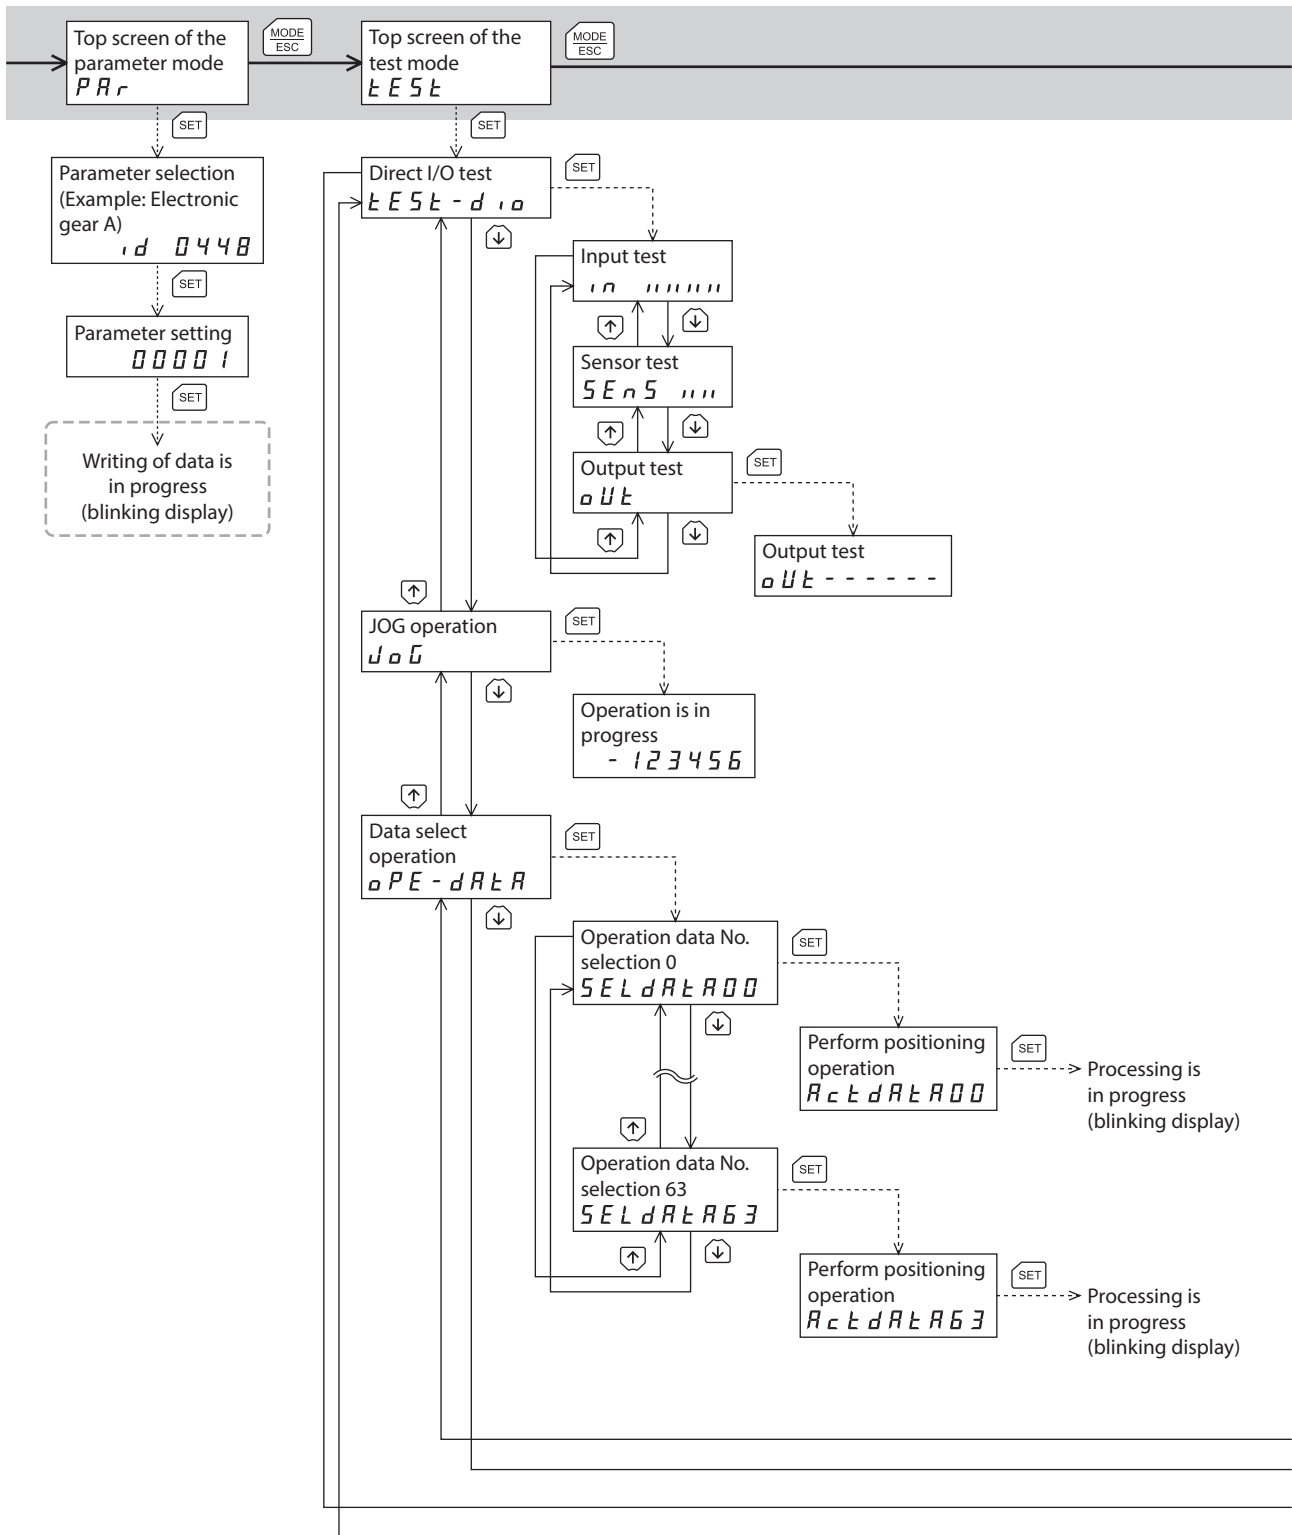 Top screen of the
parameter mode
PAr
MODE
ESC
Top screen of the
test mode
tESt
MODE
ESC
SET
SET
Parameter selection
(Example: Electronic
gear A)
id 0448
SET
Parameter setting
00001
SET
Writing of data is
in progress
(blinking display)
Direct I/O test
tESt-dio
SET
Input test
in
Sensor test
SEnS
Output test
oUt
SET
Output test
oUt------
JOG operation
JoG
SET
Operation is in
progress
-123456
Data select
operation
oPE-dAtA
SET
Operation data No.
selection 0
SELdAtA00
SET
Perform positioning
operation
ActdAtA00
SET
Processing is
in progress
(blinking display)
Operation data No.
selection 63
SELdAtA63
SET
Perform positioning
operation
ActdAtA63
SET
Processing is
in progress
(blinking display)